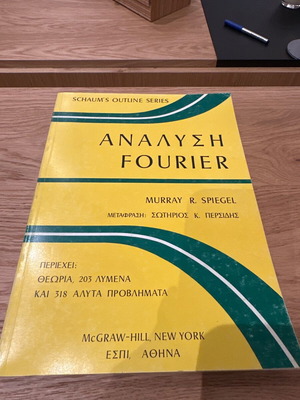 SCHAUM'S OUTLINE SERIES
ΑΝΑΛΥΣΗ
FOURIER
MURRAY R. SPIEGEL
ΜΕΤΑΦΡΑΣΗ: ΣΩΤΗΡΙΟΣ Κ. ΠΕΡΣΙΔΗΣ
ΠΕΡΙΕΧΕΙ:
ΘΕΩΡΙΑ, 205 ΛΥΜΕΝΑ
ΚΑΙ 318 ΑΛΥΤΑ ΠΡΟΒΛΗΜΑΤΑ
McGRAW-HILL, NEW YORK
ΕΣΠΙ, ΑΘΗΝΑ